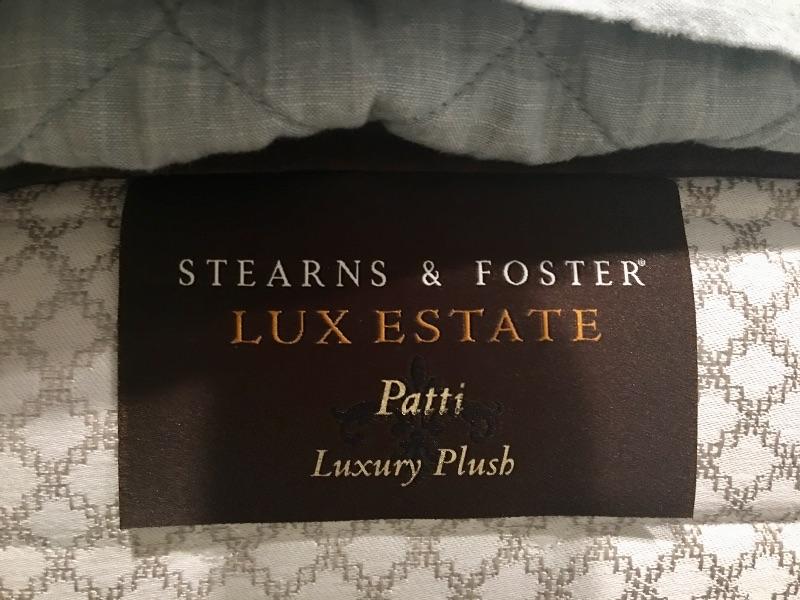 STEARNS & FOSTER®
LUX ESTATE
Patti
Luxury Plush